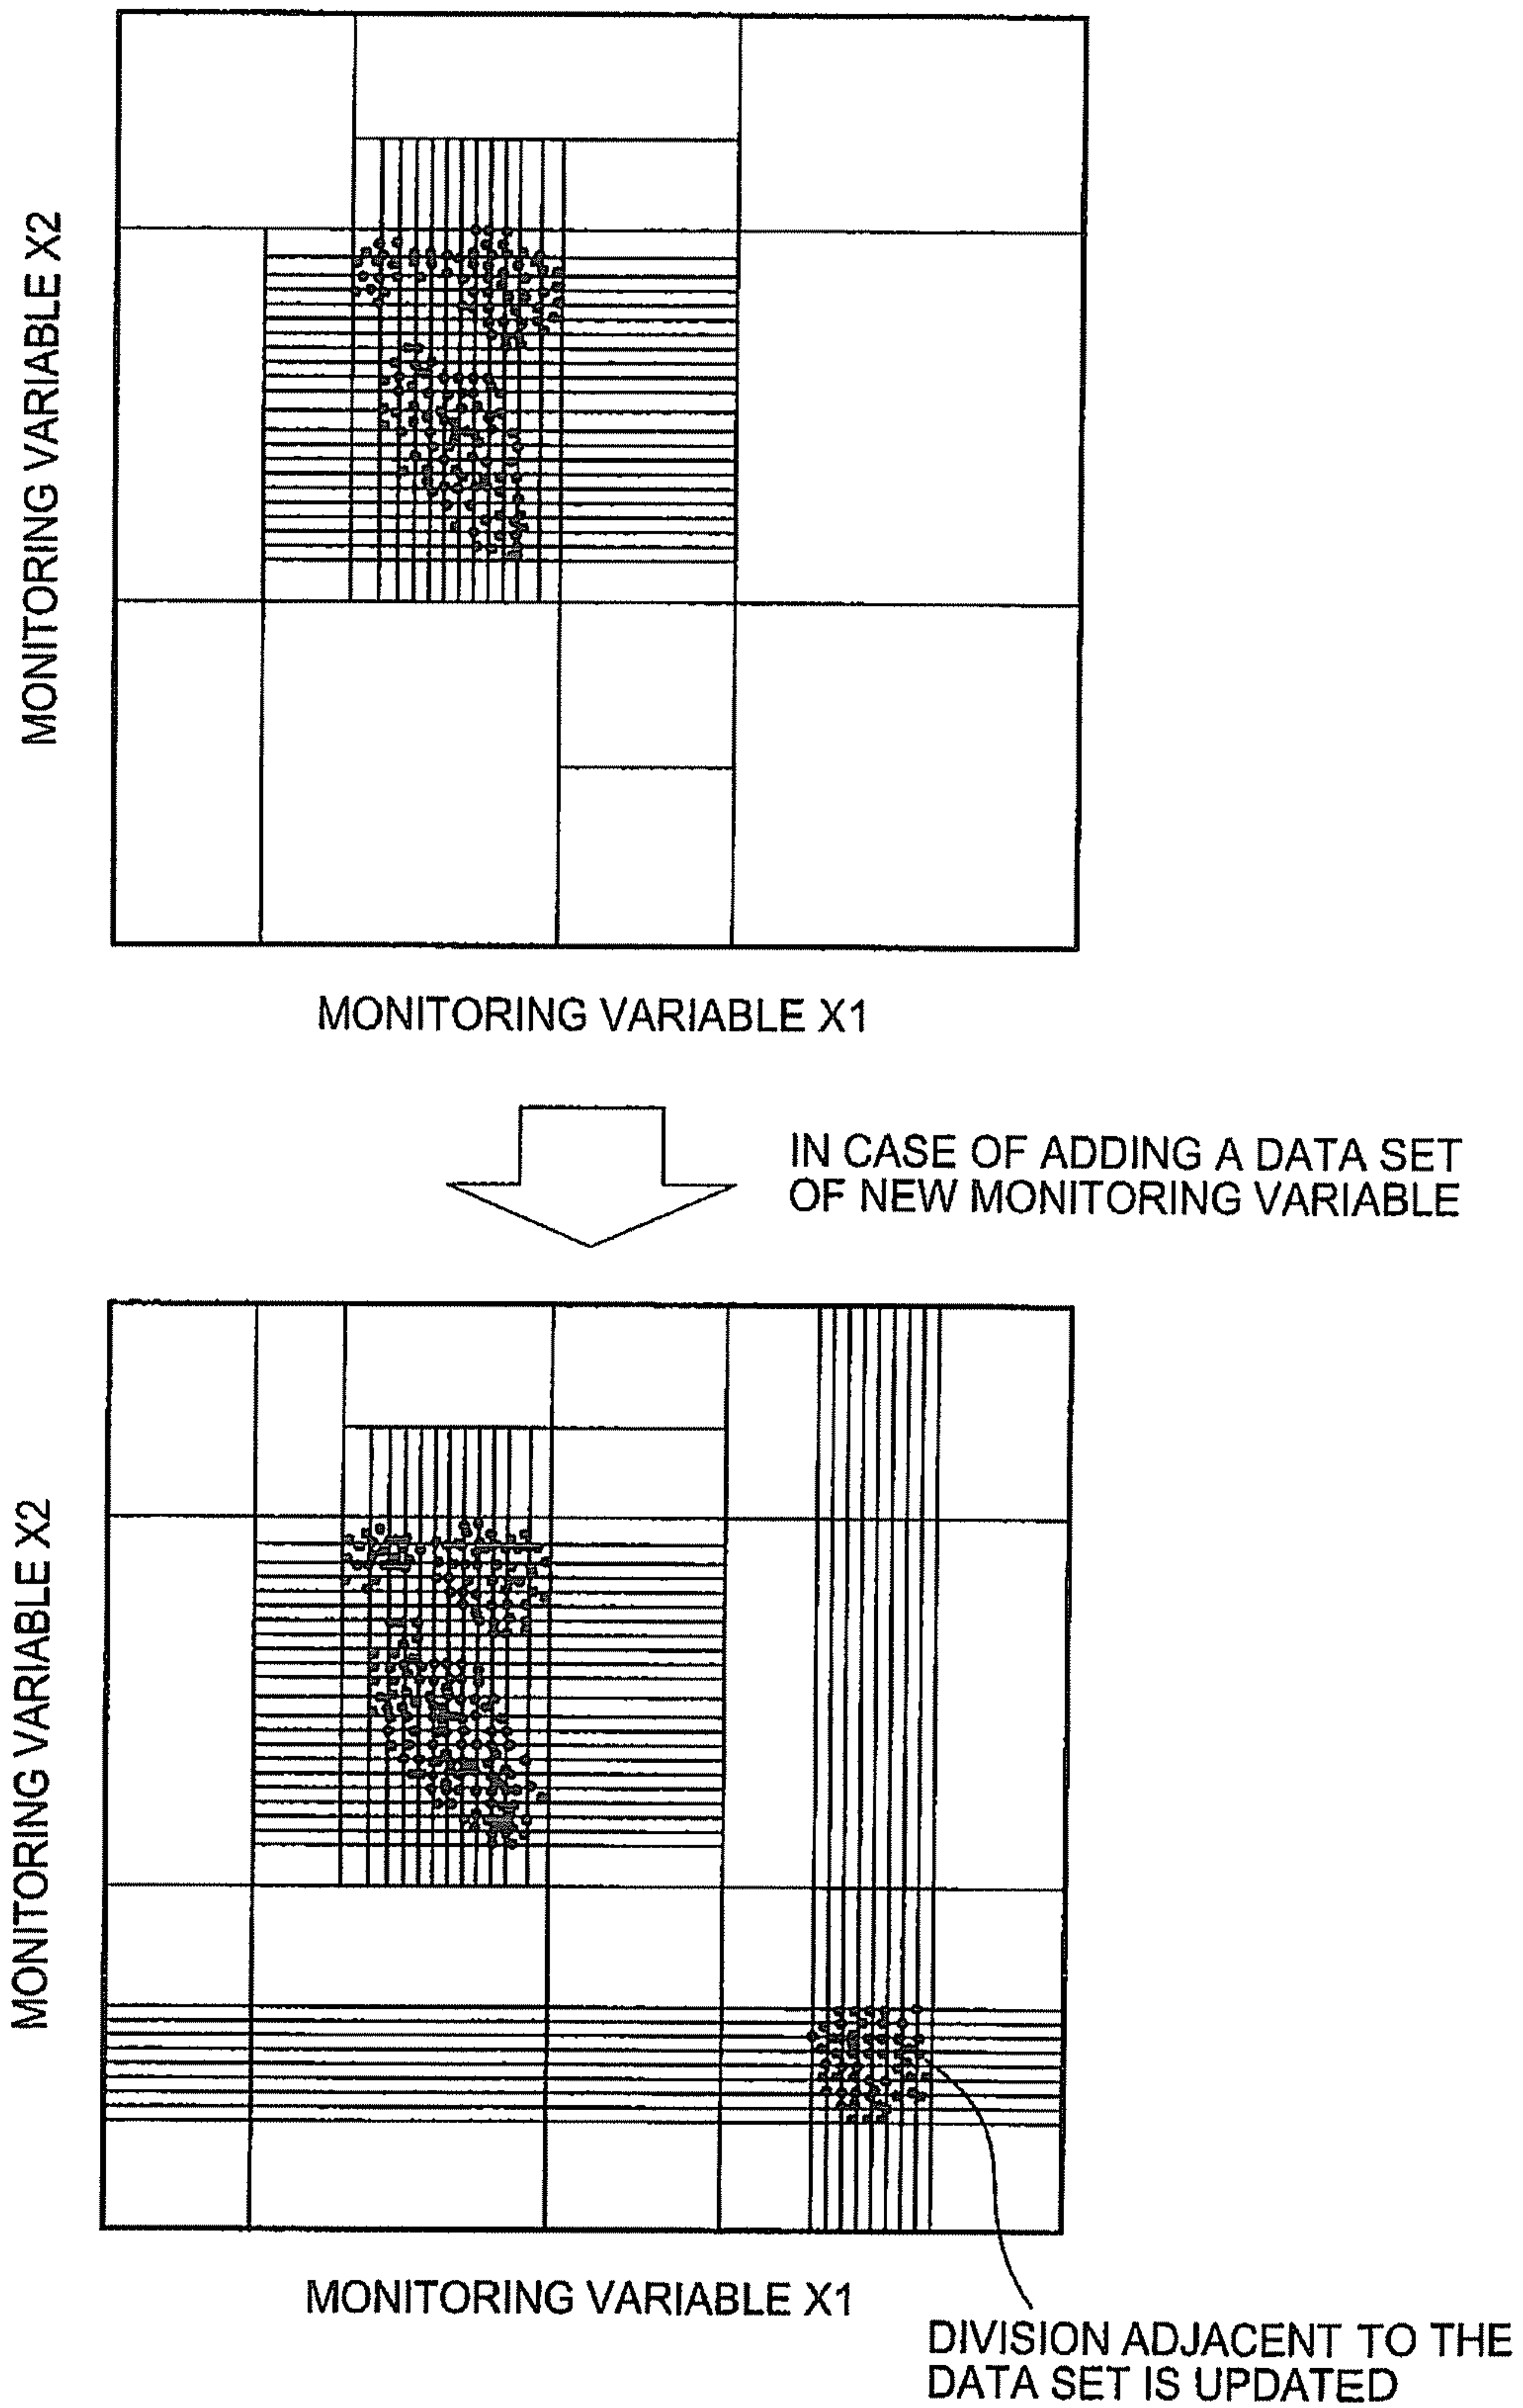 MONITORING VARIABLE X2
MONITORING VARIABLE X1
IN CASE OF ADDING A DATA SET
OF NEW MONITORING VARIABLE
MONITORING VARIABLE X2
MONITORING VARIABLE X1
DIVISION ADJACENT TO THE
DATA SET IS UPDATED